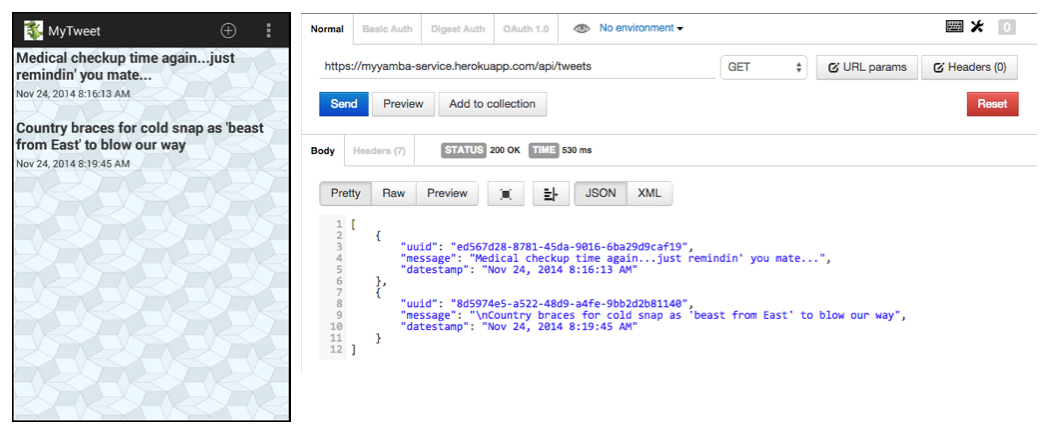 MyTweet
Medical checkup time again...just
remindin' you mate...
Nov 24, 2014 8:16:13 AM
Country braces for cold snap as 'beast
from East' to blow our way
Nov 24, 2014 8:19:45 AM
Normal Basic Auth Digest Auth OAuth 1.0 No environment 0
https://myyamba-service.herokuapp.com/api/tweets GET URL params Headers (0)
Send Preview Add to collection Reset
Body Headers (7) STATUS 200 OK TIME 530 ms
Pretty Raw Preview JSON XML
1 [
2 {
3 "uuid": "ed567d28-8781-45da-9016-6ba29d9caf19",
4 "message": "Medical checkup time again...just remindin' you mate...",
5 "datestamp": "Nov 24, 2014 8:16:13 AM"
6 },
7 {
8 "uuid": "8d5974e5-a522-48d9-a4fe-9bb2d2b81140",
9 "message": "\nCountry braces for cold snap as 'beast from East' to blow our way",
10 "datestamp": "Nov 24, 2014 8:19:45 AM"
11 }
12 ]